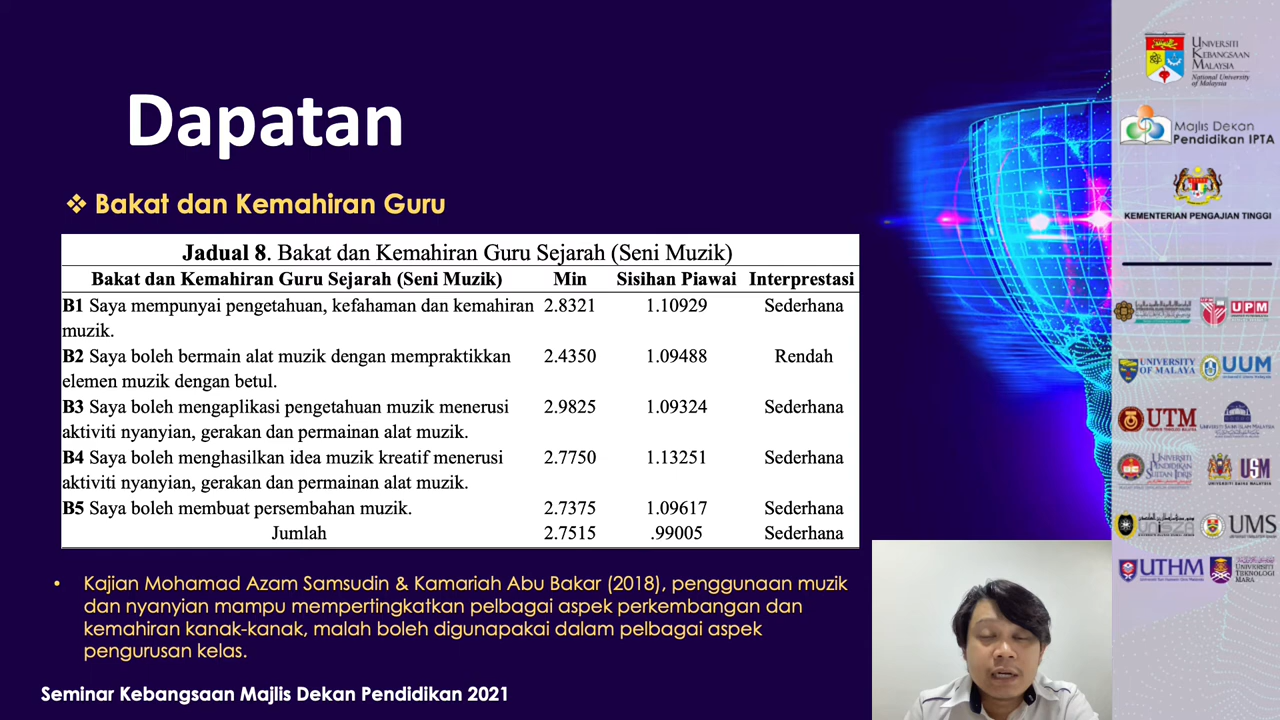 Dapatan
❖ Bakat dan Kemahiran Guru
Jadual 8. Bakat dan Kemahiran Guru Sejarah (Seni Muzik)
Bakat dan Kemahiran Guru Sejarah (Seni Muzik) Min Sisihan Piawai Interprestasi
B1 Saya mempunyai pengetahuan, kefahaman dan kemahiran 2.8321 1.10929 Sederhana
muzik.
B2 Saya boleh bermain alat muzik dengan mempraktikkan 2.4350 1.09488 Rendah
elemen muzik dengan betul.
B3 Saya boleh mengaplikasi pengetahuan muzik menerusi 2.9825 1.09324 Sederhana
aktiviti nyanyian, gerakan dan permainan alat muzik.
B4 Saya boleh menghasilkan idea muzik kreatif menerusi 2.7750 1.13251 Sederhana
aktiviti nyanyian, gerakan dan permainan alat muzik.
B5 Saya boleh membuat persembahan muzik. 2.7375 1.09617 Sederhana
Jumlah 2.7515 .99005 Sederhana
• Kajian Mohamad Azam Samsudin & Kamariah Abu Bakar (2018), penggunaan muzik
dan nyanyian mampu mempertingkatkan pelbagai aspek perkembangan dan
kemahiran kanak-kanak, malah boleh digunapakai dalam pelbagai aspek
pengurusan kelas.
Seminar Kebangsaan Majlis Dekan Pendidikan 2021
UNIVERSITI
KEBANGSAAN
MALAYSIA
National University
of Malaysia
Majlis Dekan
Pendidikan IPTA
KEMENTERIAN PENGAJIAN TINGGI
UPM
UNIVERSITY
OF MALAYA
UUM
UTM
UNIVERSITI
PENDIDIKAN
SULTAN IDRIS
USM
UniSZA
UMS
UTHM
UNIVERSITI
TEKNOLOGI
MARA